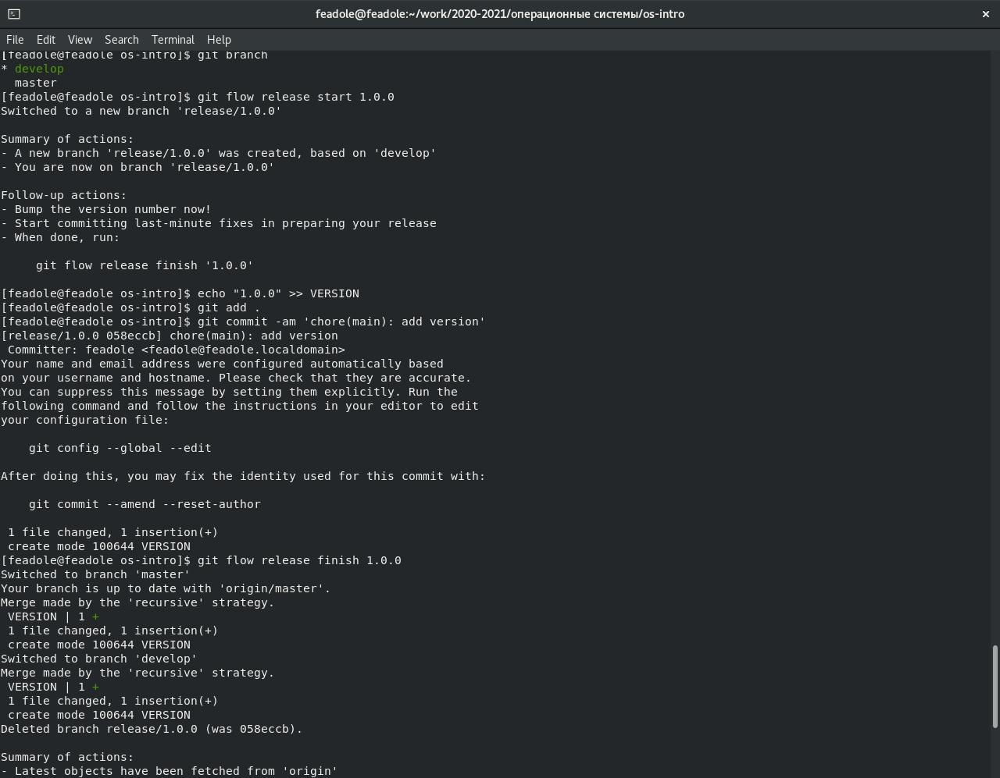 feadole@feadole:~/work/2020-2021/операционные системы/os-intro
File Edit View Search Terminal Help
[feadole@feadole os-intro]$ git branch
* develop
  master
[feadole@feadole os-intro]$ git flow release start 1.0.0
Switched to a new branch 'release/1.0.0'

Summary of actions:
- A new branch 'release/1.0.0' was created, based on 'develop'
- You are now on branch 'release/1.0.0'

Follow-up actions:
- Bump the version number now!
- Start committing last-minute fixes in preparing your release
- When done, run:

     git flow release finish '1.0.0'

[feadole@feadole os-intro]$ echo "1.0.0" >> VERSION
[feadole@feadole os-intro]$ git add .
[feadole@feadole os-intro]$ git commit -am 'chore(main): add version'
[release/1.0.0 058eccb] chore(main): add version
 Committer: feadole <feadole@feadole.localdomain>
Your name and email address were configured automatically based
on your username and hostname. Please check that they are accurate.
You can suppress this message by setting them explicitly. Run the
following command and follow the instructions in your editor to edit
your configuration file:

    git config --global --edit

After doing this, you may fix the identity used for this commit with:

    git commit --amend --reset-author

 1 file changed, 1 insertion(+)
 create mode 100644 VERSION
[feadole@feadole os-intro]$ git flow release finish 1.0.0
Switched to branch 'master'
Your branch is up to date with 'origin/master'.
Merge made by the 'recursive' strategy.
 VERSION | 1 +
 1 file changed, 1 insertion(+)
 create mode 100644 VERSION
Switched to branch 'develop'
Merge made by the 'recursive' strategy.
 VERSION | 1 +
 1 file changed, 1 insertion(+)
 create mode 100644 VERSION
Deleted branch release/1.0.0 (was 058eccb).

Summary of actions:
- Latest objects have been fetched from 'origin'